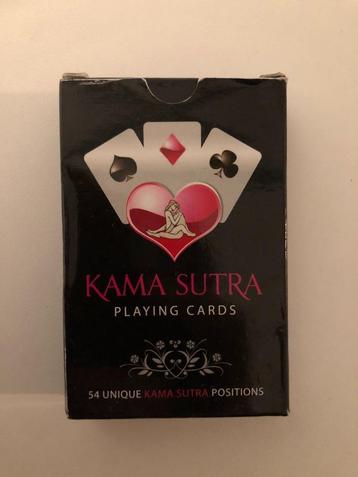 KAMA SUTRA
PLAYING CARDS
54 UNIQUE KAMA SUTRA POSITIONS